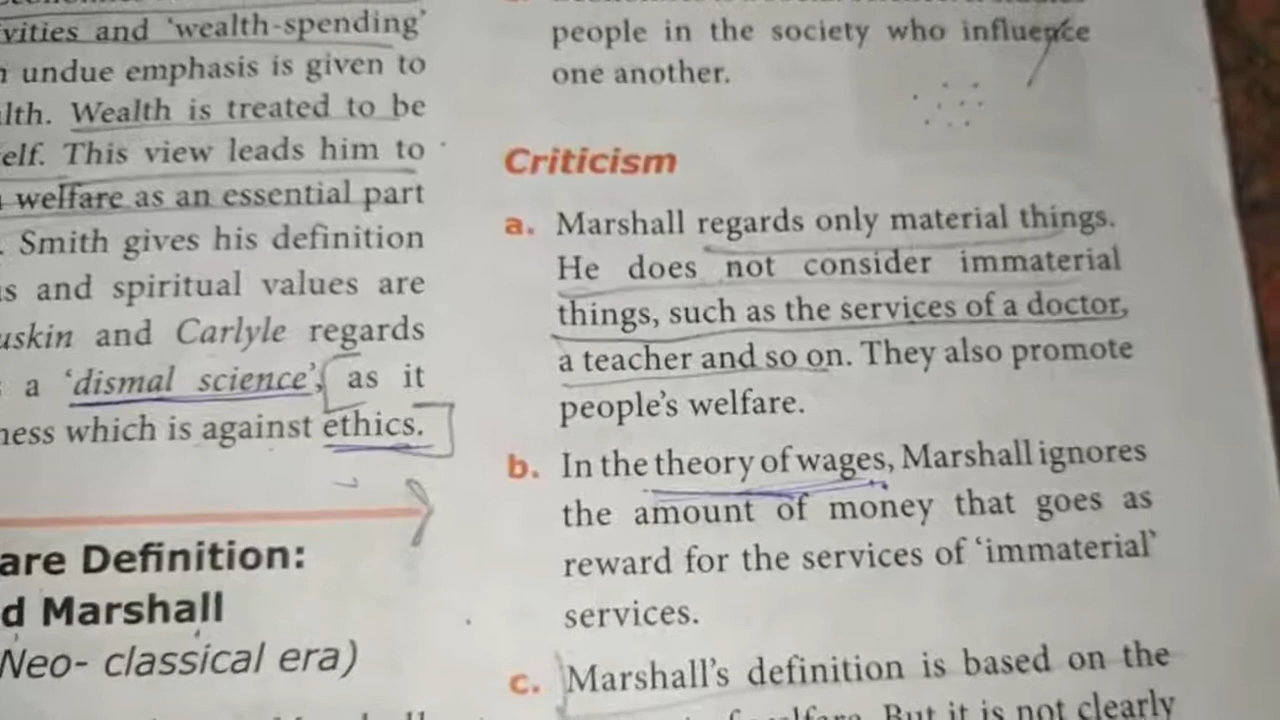 'wealth-spending'
vities and
undue emphasis is given to
lth. Wealth is treated to be
elf. This view leads him to
welfare as an essential part
. Smith gives his definition
s and spiritual values are
uskin and Carlyle regards
a 'dismal science', as it
ness which is against ethics.
are Definition:
d Marshall
Neo- classical era)
people in the society who influence
one another.
Criticism
a. Marshall regards only material things.
He does not consider immaterial
things, such as the services of a doctor,
a teacher and so on. They also promote
people's welfare.
b. In the theory of wages, Marshall ignores
the amount of money that goes as
reward for the services of 'immaterial'
services.
c. Marshall's definition is based on the
But it is not clearly